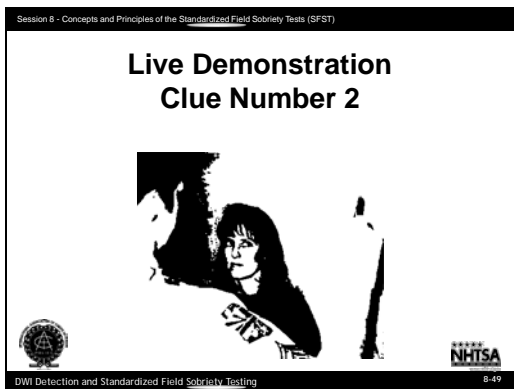 Session 8 - Concepts and Principles of the Standardized Field Sobriety Tests (SFST)
Live Demonstration
Clue Number 2
NHTSA
DWI Detection and Standardized Field Sobriety Testing
8-49